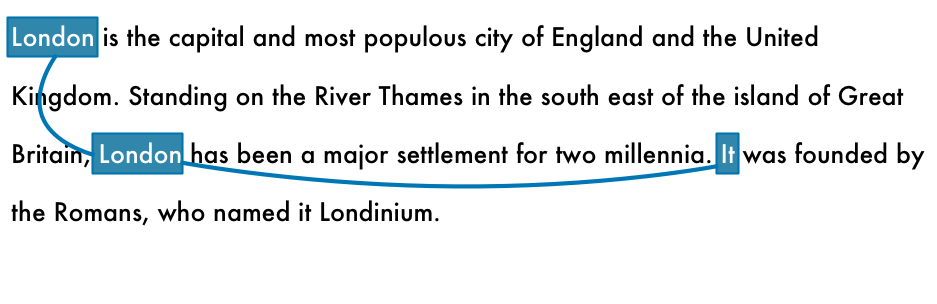 London is the capital and most populous city of England and the United
Kingdom. Standing on the River Thames in the south east of the island of Great
Britain, London has been a major settlement for two millennia. It was founded by
the Romans, who named it Londinium.